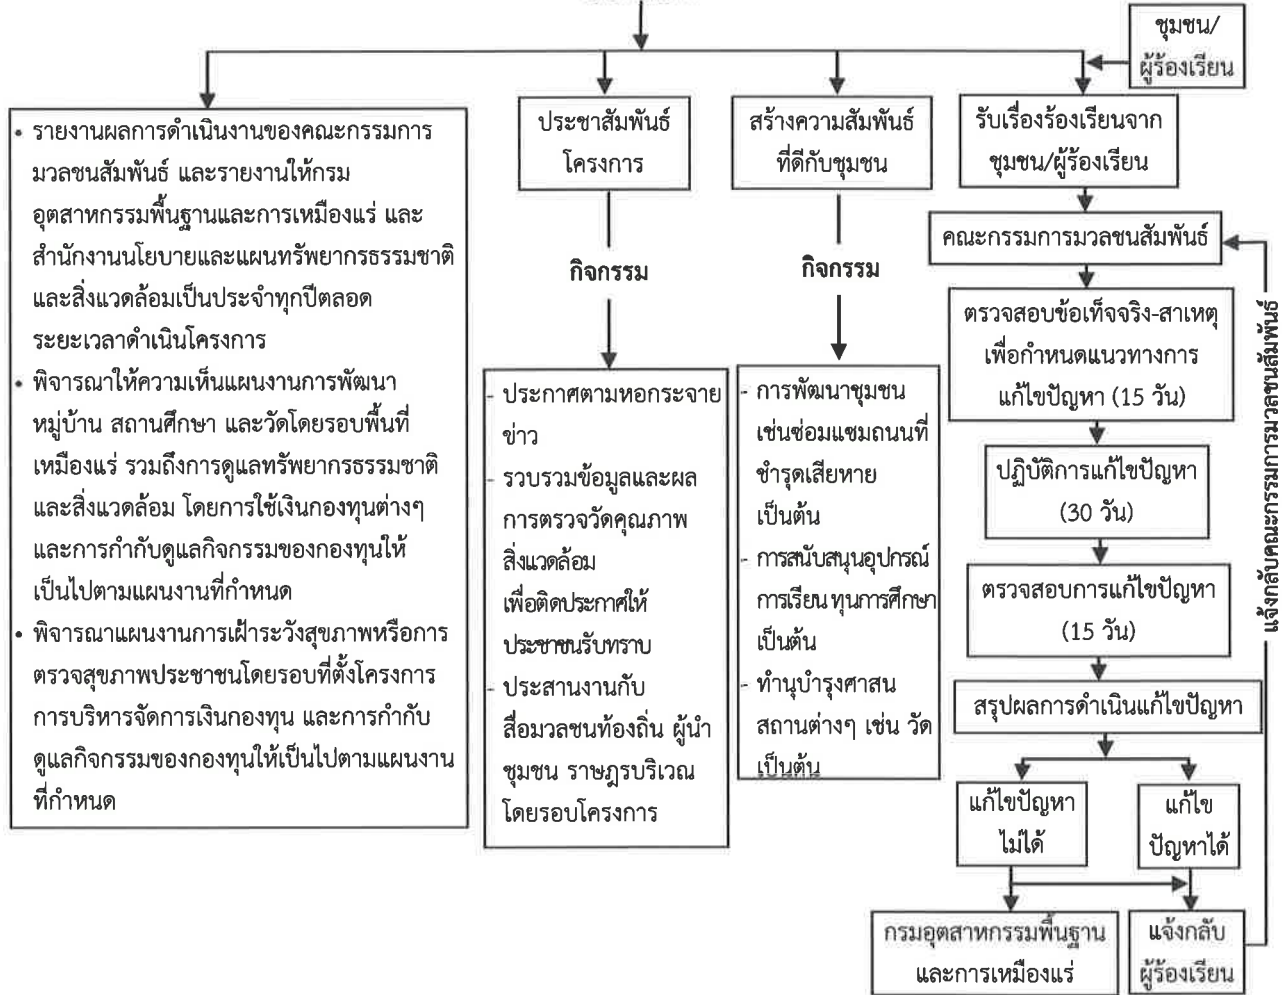 ชุมชน/
ผู้ร้องเรียน
• รายงานผลการดำเนินงานของคณะกรรมการ
มวลชนสัมพันธ์ และรายงานให้กรม
อุตสาหกรรมพื้นฐานและการเหมืองแร่ และ
สำนักงานนโยบายและแผนทรัพยากรธรรมชาติ
และสิ่งแวดล้อมเป็นประจำทุกปีตลอด
ระยะเวลาดำเนินโครงการ
• พิจารณาให้ความเห็นแผนงานการพัฒนา
หมู่บ้าน สถานศึกษา และวัดโดยรอบพื้นที่
เหมืองแร่ รวมถึงการดูแลทรัพยากรธรรมชาติ
และสิ่งแวดล้อม โดยการใช้เงินกองทุนต่างๆ
และการกำกับดูแลกิจกรรมของกองทุนให้
เป็นไปตามแผนงานที่กำหนด
• พิจารณาแผนงานการเฝ้าระวังสุขภาพหรือการ
ตรวจสุขภาพประชาชนโดยรอบที่ตั้งโครงการ
การบริหารจัดการเงินกองทุน และการกำกับ
ดูแลกิจกรรมของกองทุนให้เป็นไปตามแผนงาน
ที่กำหนด
ประชาสัมพันธ์
โครงการ
กิจกรรม
- ประกาศตามหอกระจาย
ข่าว
- รวบรวมข้อมูลและผล
การตรวจวัดคุณภาพ
สิ่งแวดล้อม
เพื่อติดประกาศให้
ประชาชนรับทราบ
- ประสานงานกับ
สื่อมวลชนท้องถิ่น ผู้นำ
ชุมชน ราษฎรบริเวณ
โดยรอบโครงการ
สร้างความสัมพันธ์
ที่ดีกับชุมชน
กิจกรรม
- การพัฒนาชุมชน
เช่นซ่อมแซมถนนที่
ชำรุดเสียหาย
เป็นต้น
- การสนับสนุนอุปกรณ์
การเรียน ทุนการศึกษา
เป็นต้น
- ทำนุบำรุงศาสน
สถานต่างๆ เช่น วัด
เป็นต้น
รับเรื่องร้องเรียนจาก
ชุมชน/ผู้ร้องเรียน
คณะกรรมการมวลชนสัมพันธ์
ตรวจสอบข้อเท็จจริง-สาเหตุ
เพื่อกำหนดแนวทางการ
แก้ไขปัญหา (15 วัน)
ปฏิบัติการแก้ไขปัญหา
(30 วัน)
ตรวจสอบการแก้ไขปัญหา
(15 วัน)
สรุปผลการดำเนินแก้ไขปัญหา
แก้ไขปัญหา
ไม่ได้
แก้ไข
ปัญหาได้
กรมอุตสาหกรรมพื้นฐาน
และการเหมืองแร่
แจ้งกลับ
ผู้ร้องเรียน
แจ้งกลับคณะกรรมการมวลชนสัมพันธ์